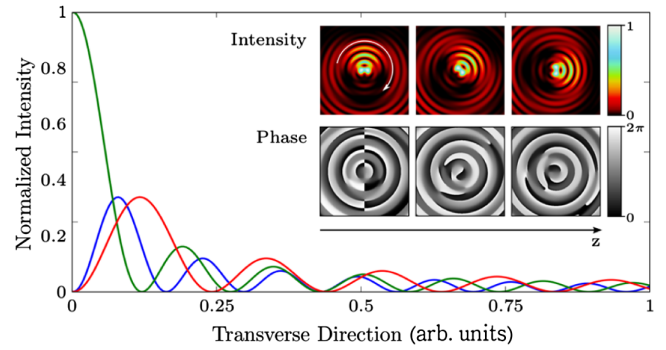 1
0.8
0.6
0.4
0.2
0
Normalized Intensity
0
0.25
0.5
0.75
1
Transverse Direction (arb. units)
Intensity
1
0
Phase
2π
0
z